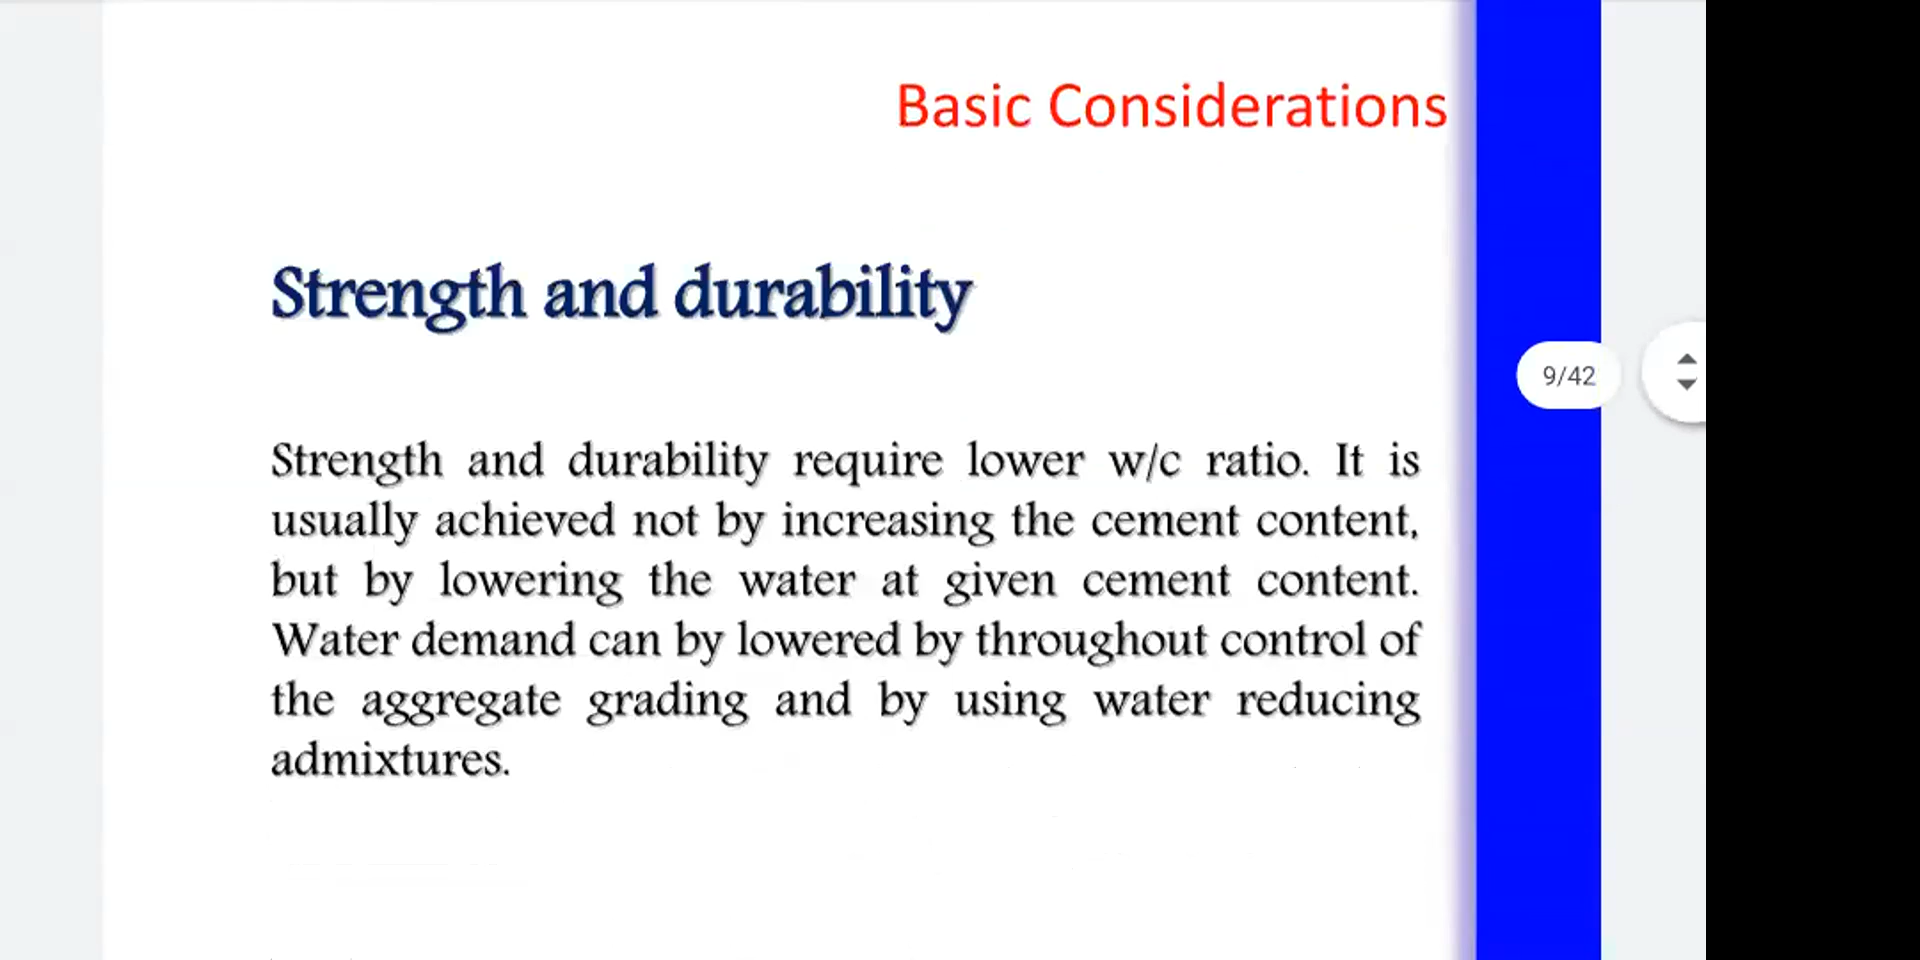 Basic Considerations
Strength and durability
Strength and durability require lower w/c ratio. It is
usually achieved not by increasing the cement content,
but by lowering the water at given cement content.
Water demand can by lowered by throughout control of
the aggregate grading and by using water reducing
admixtures.
9/42